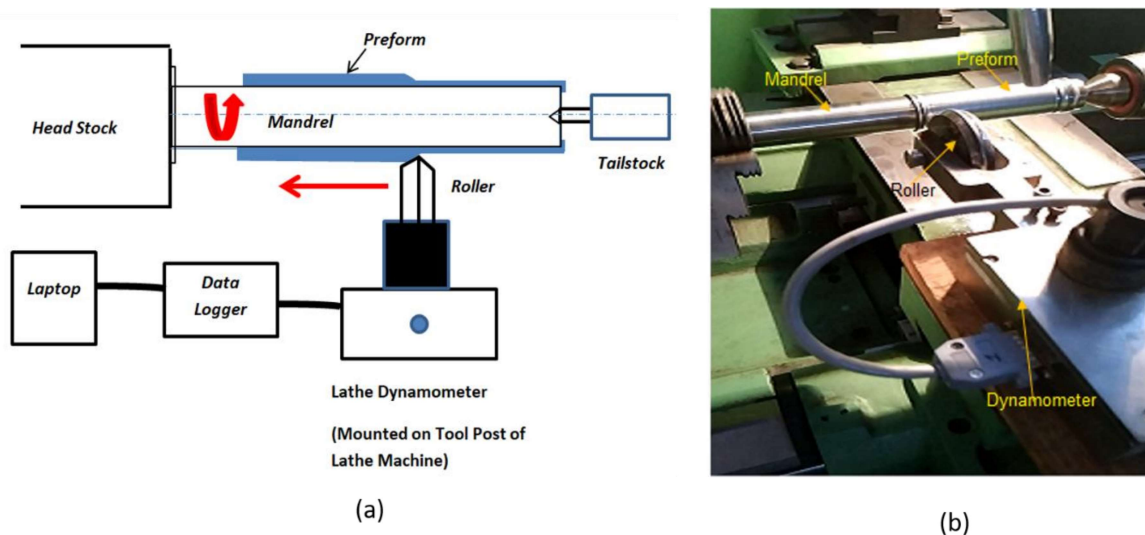 Preform
Head Stock
Mandrel
Tailstock
Roller
Laptop
Data
Logger
Lathe Dynamometer
(Mounted on Tool Post of
Lathe Machine)
(a)
Preform
Mandrel
Roller
Dynamometer
(b)